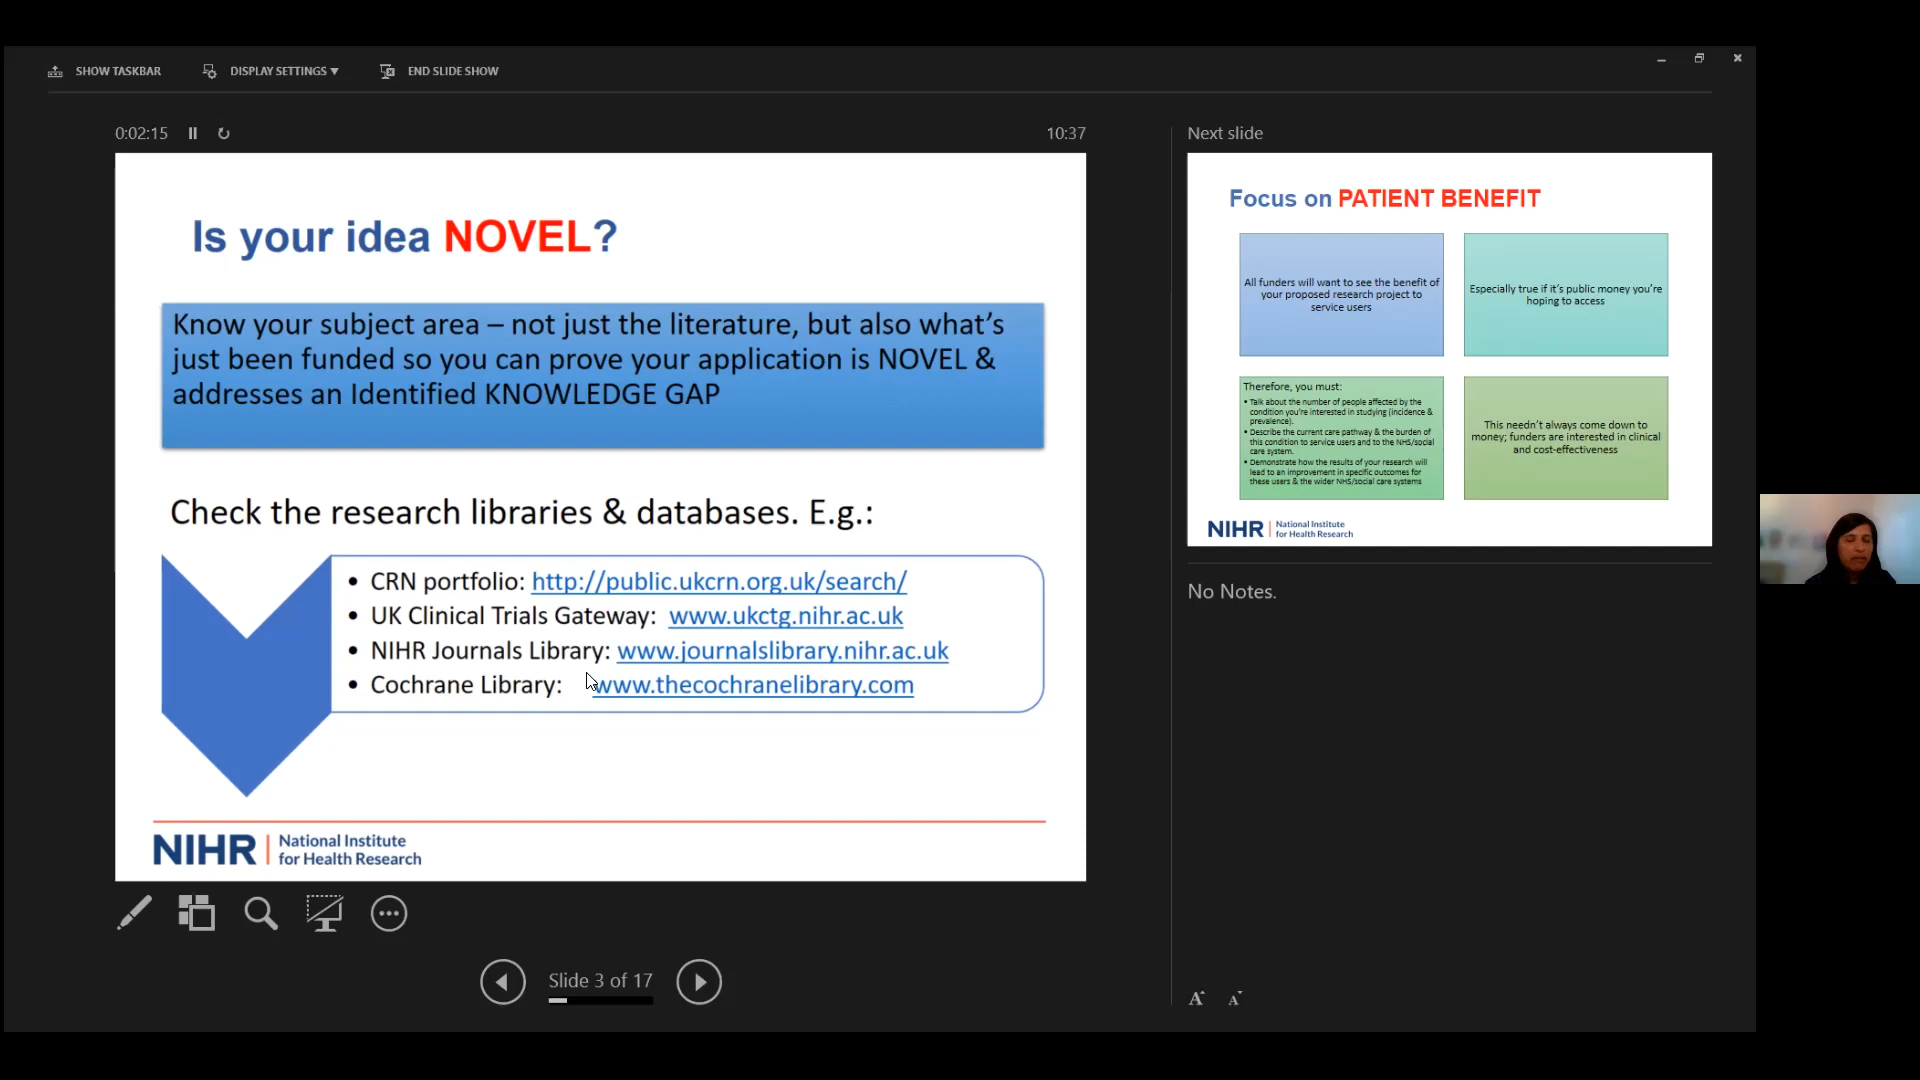 SHOW TASKBAR
DISPLAY SETTINGS ▾
END SLIDE SHOW
0:02:15
10:37
Is your idea NOVEL?
Know your subject area – not just the literature, but also what's
just been funded so you can prove your application is NOVEL &
addresses an Identified KNOWLEDGE GAP
Check the research libraries & databases. E.g.:
• CRN portfolio: http://public.ukcrn.org.uk/search/
• UK Clinical Trials Gateway: www.ukctg.nihr.ac.uk
• NIHR Journals Library: www.journalslibrary.nihr.ac.uk
• Cochrane Library: www.thecochranelibrary.com
NIHR | National Institute
for Health Research
Slide 3 of 17
Next slide
Focus on PATIENT BENEFIT
All funders will want to see the benefit of
your proposed research project to
service users
Especially true if it's public money you're
hoping to access
Therefore, you must:
• Talk about the number of people affected by the
condition you're interested in studying (incidence &
prevalence).
• Describe the current care pathway & the burden of
this condition to service users and to the NHS/social
care system.
• Demonstrate how the results of your research will
lead to an improvement in specific outcomes for
these users & the wider NHS/social care systems
This needn't always come down to
money; funders are interested in clinical
and cost-effectiveness
NIHR | National Institute
for Health Research
No Notes.
A A